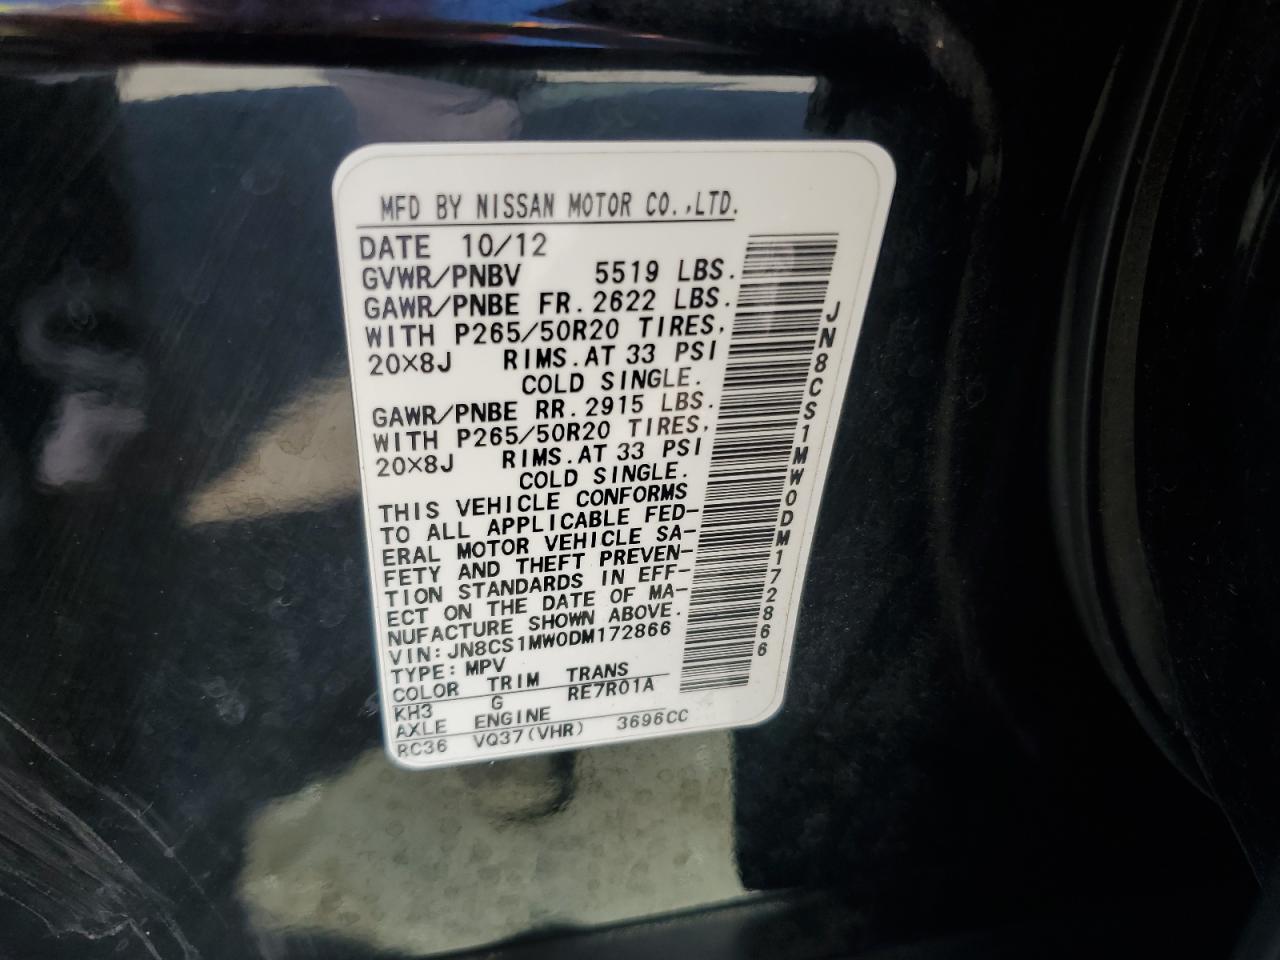 MFD BY NISSAN MOTOR CO.,LTD.
DATE 10/12
GVWR/PNBV 5519 LBS.
GAWR/PNBE FR.2622 LBS.
WITH P265/50R20 TIRES,
20×8J RIMS.AT 33 PSI
COLD SINGLE.
GAWR/PNBE RR.2915 LBS.
WITH P265/50R20 TIRES,
20×8J RIMS.AT 33 PSI
COLD SINGLE.
THIS VEHICLE CONFORMS
TO ALL APPLICABLE FED-
ERAL MOTOR VEHICLE SA-
FETY AND THEFT PREVEN-
TION STANDARDS IN EFF-
ECT ON THE DATE OF MA-
NUFACTURE SHOWN ABOVE.
VIN:JN8CS1MW0DM172866
TYPE:MPV
COLOR TRIM TRANS
KH3 G RE7R01A
AXLE ENGINE
RC36 VQ37(VHR) 3696CC
JN8CS1MW0DM172866